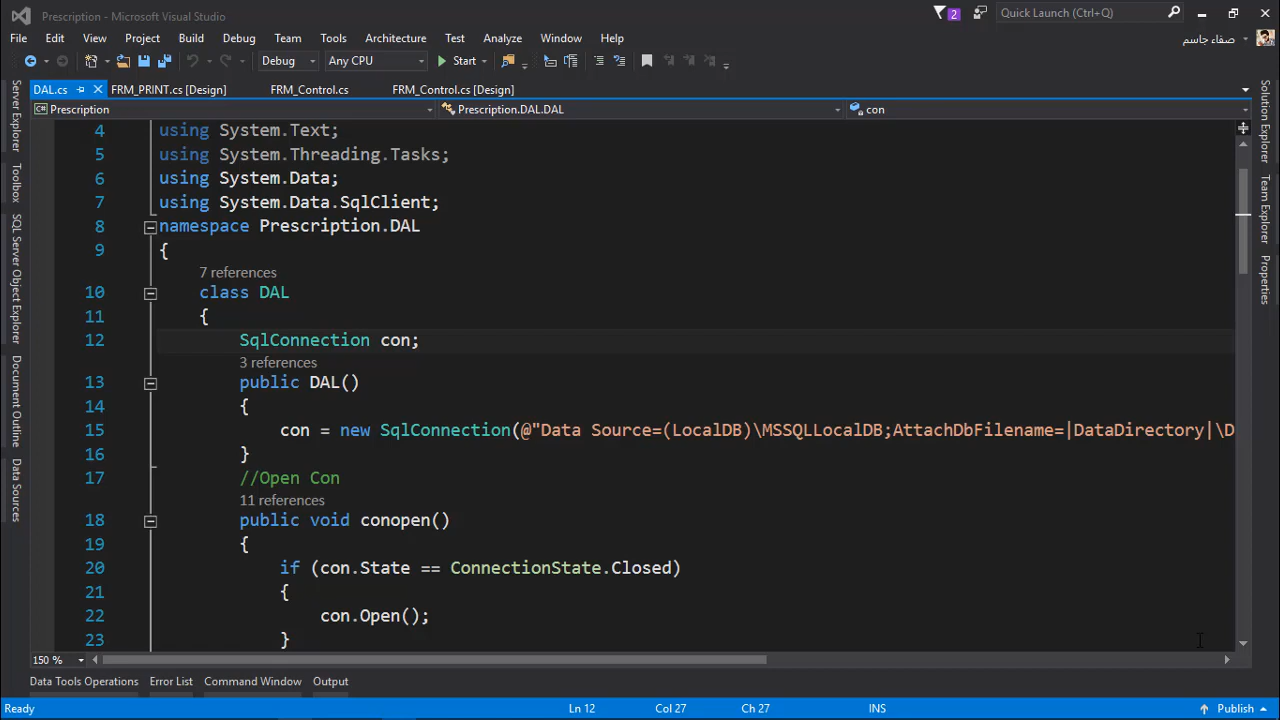 Prescription - Microsoft Visual Studio
2
Quick Launch (Ctrl+Q)
File Edit View Project Build Debug Team Tools Architecture Test Analyze Window Help
صفاء جاسم
Debug Any CPU Start
DAL.cs FRM_PRINT.cs [Design] FRM_Control.cs FRM_Control.cs [Design]
Prescription Prescription.DAL.DAL con
4 using System.Text;
5 using System.Threading.Tasks;
6 using System.Data;
7 using System.Data.SqlClient;
8 namespace Prescription.DAL
9 {
7 references
10 class DAL
11 {
12 SqlConnection con;
3 references
13 public DAL()
14 {
15 con = new SqlConnection(@"Data Source=(LocalDB)\MSSQLLocalDB;AttachDbFilename=|DataDirectory|\D
16 }
17 //Open Con
11 references
18 public void conopen()
19 {
20 if (con.State == ConnectionState.Closed)
21 {
22 con.Open();
23 }
150 %
Server Explorer
Toolbox
SQL Server Object Explorer
Document Outline
Data Sources
Solution Explorer
Team Explorer
Properties
Data Tools Operations Error List Command Window Output
Ready Ln 12 Col 27 Ch 27 INS Publish